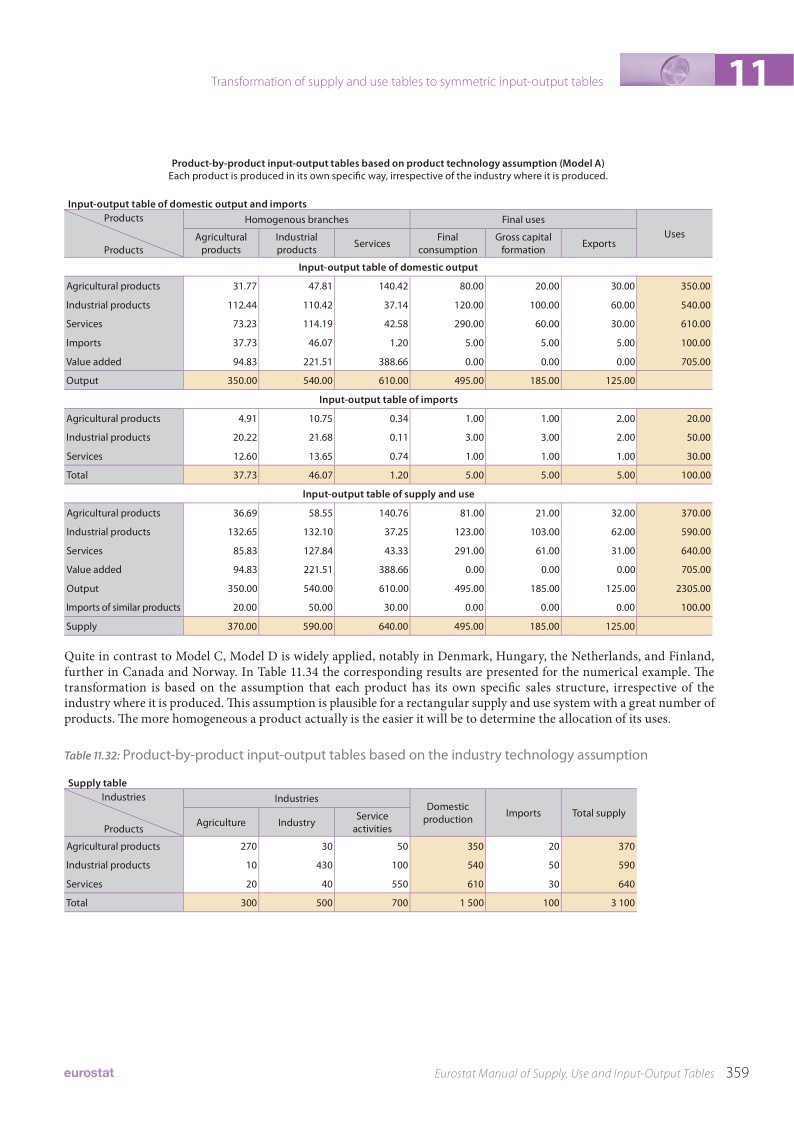 Transformation of supply and use tables to symmetric input-output tables
11
Product-by-product input-output tables based on product technology assumption (Model A)
Each product is produced in its own specific way, irrespective of the industry where it is produced.
Input-output table of domestic output and imports
Products Homogenous branches Final uses Uses
Products Agricultural products Industrial products Services Final consumption Gross capital formation Exports
Input-output table of domestic output
Agricultural products 31.77 47.81 140.42 80.00 20.00 30.00 350.00
Industrial products 112.44 110.42 37.14 120.00 100.00 60.00 540.00
Services 73.23 114.19 42.58 290.00 60.00 30.00 610.00
Imports 37.73 46.07 1.20 5.00 5.00 5.00 100.00
Value added 94.83 221.51 388.66 0.00 0.00 0.00 705.00
Output 350.00 540.00 610.00 495.00 185.00 125.00
Input-output table of imports
Agricultural products 4.91 10.75 0.34 1.00 1.00 2.00 20.00
Industrial products 20.22 21.68 0.11 3.00 3.00 2.00 50.00
Services 12.60 13.65 0.74 1.00 1.00 1.00 30.00
Total 37.73 46.07 1.20 5.00 5.00 5.00 100.00
Input-output table of supply and use
Agricultural products 36.69 58.55 140.76 81.00 21.00 32.00 370.00
Industrial products 132.65 132.10 37.25 123.00 103.00 62.00 590.00
Services 85.83 127.84 43.33 291.00 61.00 31.00 640.00
Value added 94.83 221.51 388.66 0.00 0.00 0.00 705.00
Output 350.00 540.00 610.00 495.00 185.00 125.00 2305.00
Imports of similar products 20.00 50.00 30.00 0.00 0.00 0.00 100.00
Supply 370.00 590.00 640.00 495.00 185.00 125.00
Quite in contrast to Model C, Model D is widely applied, notably in Denmark, Hungary, the Netherlands, and Finland,
further in Canada and Norway. In Table 11.34 the corresponding results are presented for the numerical example. The
transformation is based on the assumption that each product has its own specific sales structure, irrespective of the
industry where it is produced. This assumption is plausible for a rectangular supply and use system with a great number of
products. The more homogeneous a product actually is the easier it will be to determine the allocation of its uses.
Table 11.32: Product-by-product input-output tables based on the industry technology assumption
Supply table
Industries Industries Domestic production Imports Total supply
Products Agriculture Industry Service activities
Agricultural products 270 30 50 350 20 370
Industrial products 10 430 100 540 50 590
Services 20 40 550 610 30 640
Total 300 500 700 1 500 100 3 100
eurostat
Eurostat Manual of Supply, Use and Input-Output Tables 359